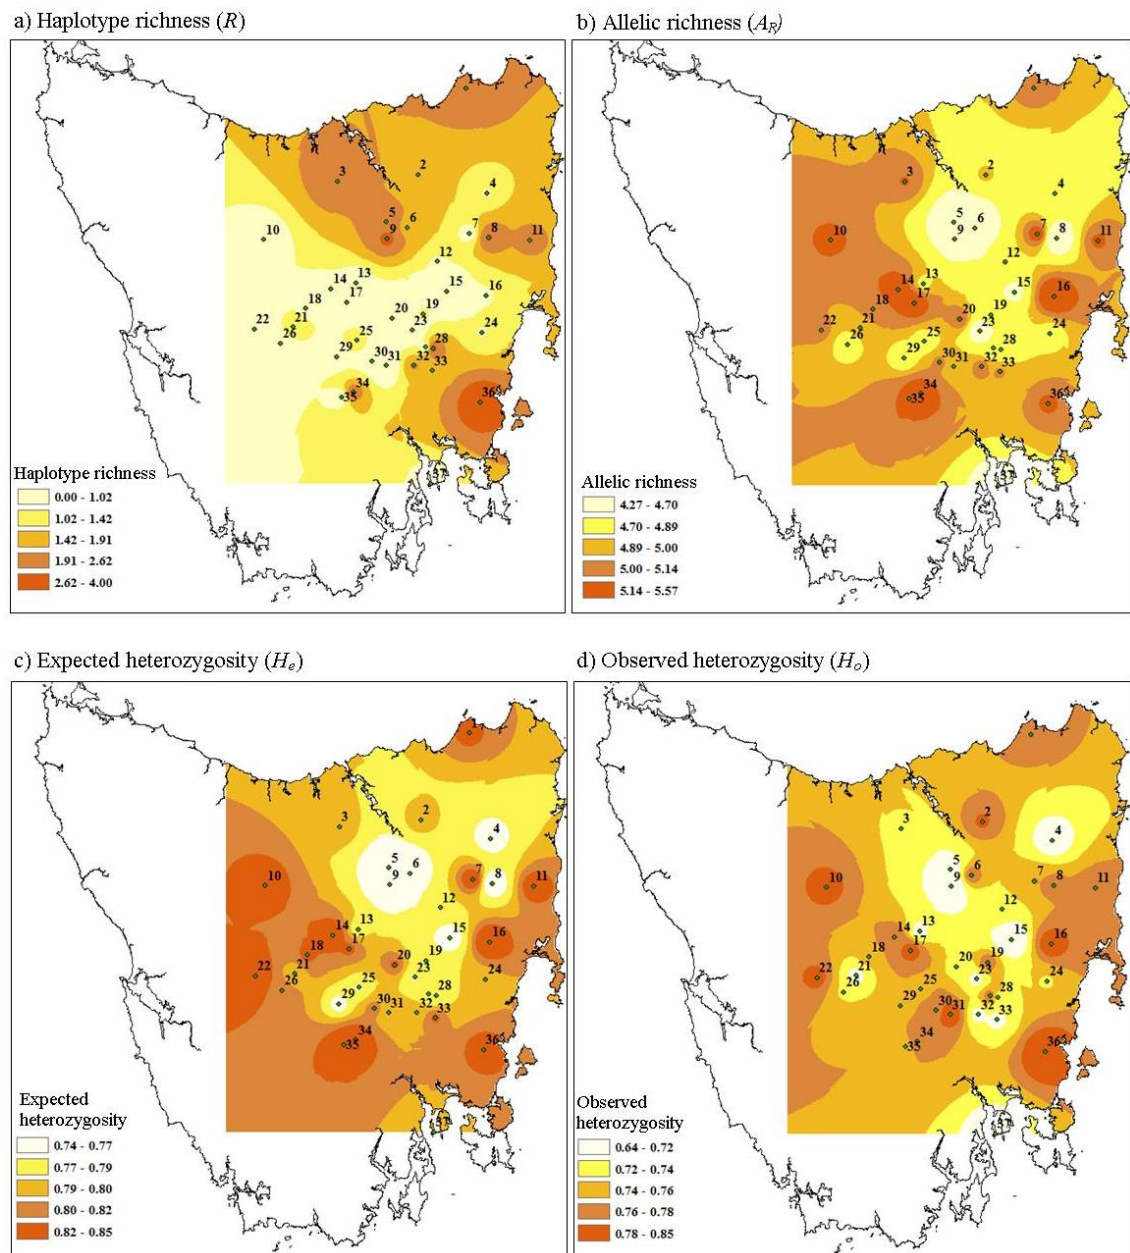 a) Haplotype richness (R)
b) Allelic richness (A_R)
1
2
3
4
5
6
7
8
9
10
11
12
13
14
15
16
17
18
19
20
21
22
23
24
25
26
28
29
30
31
32
33
34
35
36
37
Haplotype richness
0.00 - 1.02
1.02 - 1.42
1.42 - 1.91
1.91 - 2.62
2.62 - 4.00
Allelic richness
4.27 - 4.70
4.70 - 4.89
4.89 - 5.00
5.00 - 5.14
5.14 - 5.57
c) Expected heterozygosity (H_e)
d) Observed heterozygosity (H_o)
Expected
heterozygosity
0.74 - 0.77
0.77 - 0.79
0.79 - 0.80
0.80 - 0.82
0.82 - 0.85
Observed
heterozygosity
0.64 - 0.72
0.72 - 0.74
0.74 - 0.76
0.76 - 0.78
0.78 - 0.85